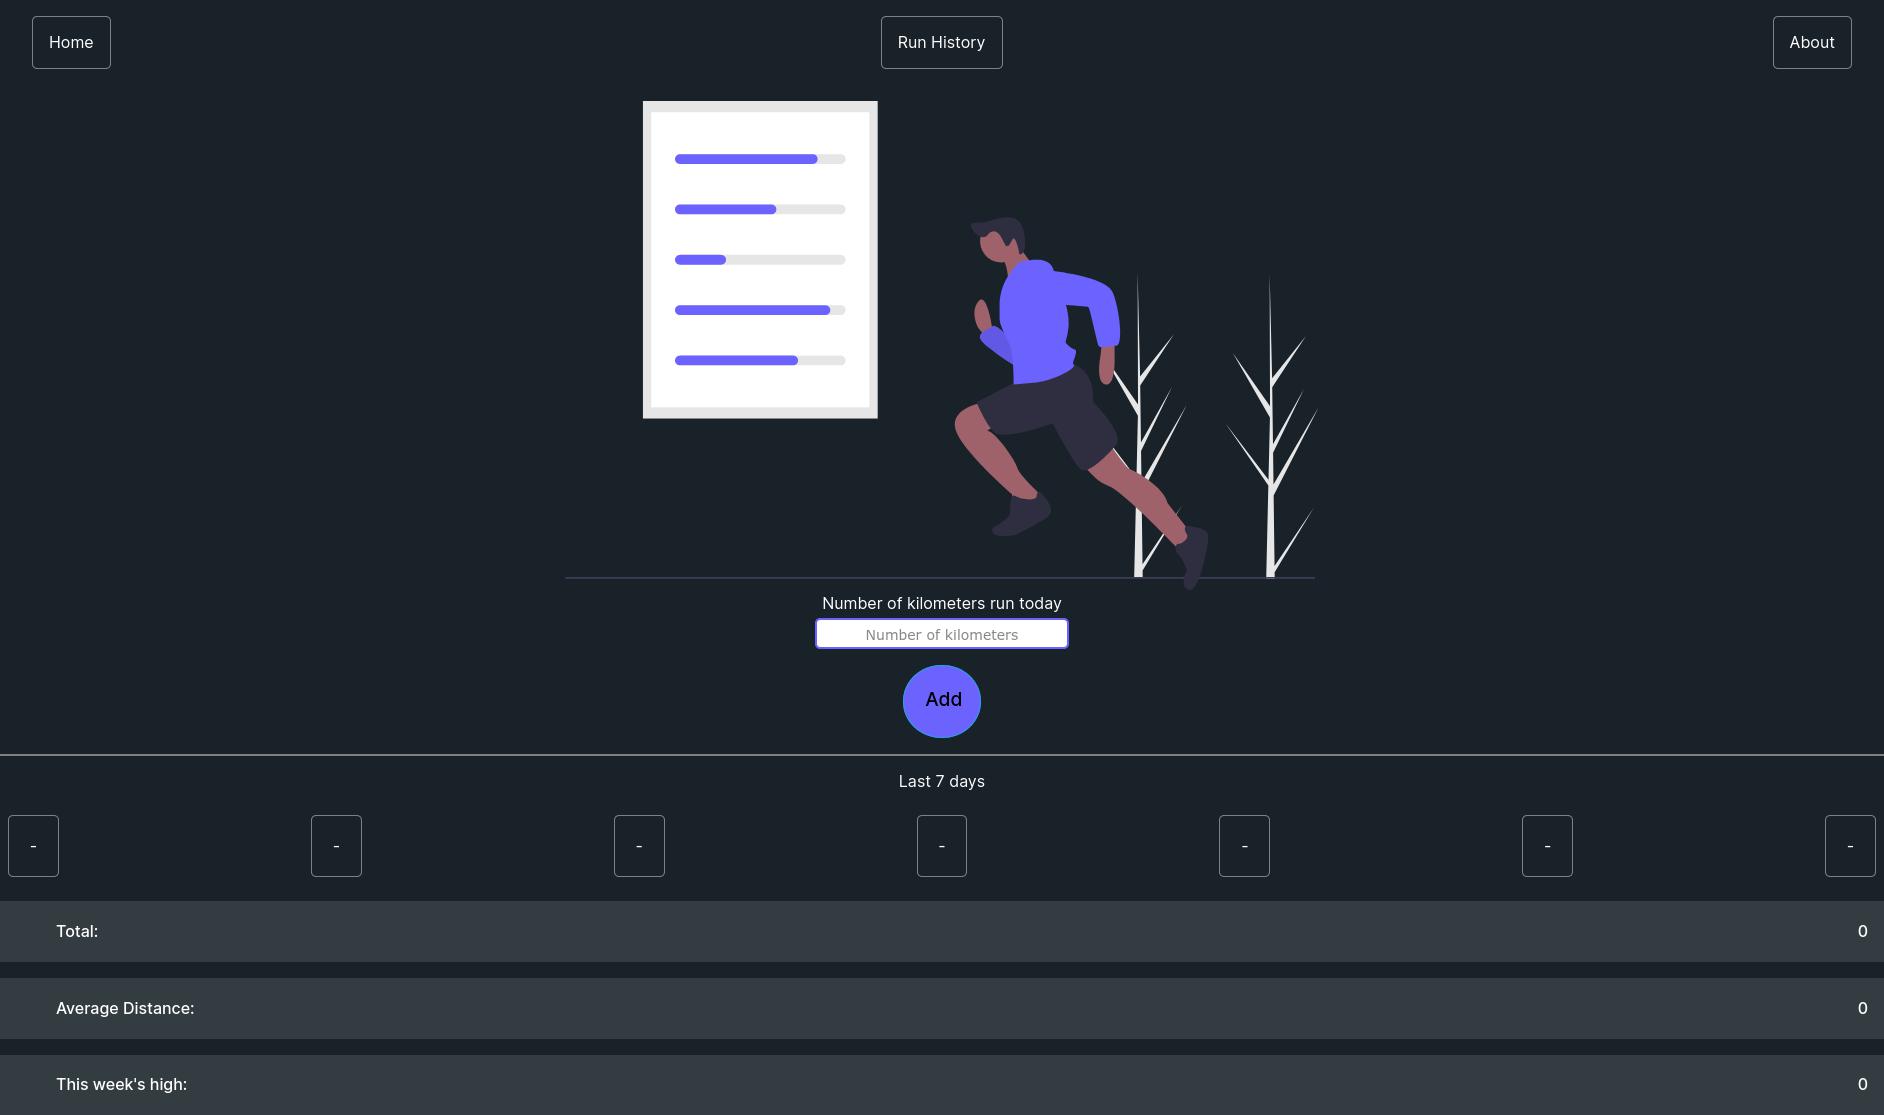 Home
Run History
About
Number of kilometers run today
Number of kilometers
Add
Last 7 days
- - - - - - -
Total: 0
Average Distance: 0
This week's high: 0